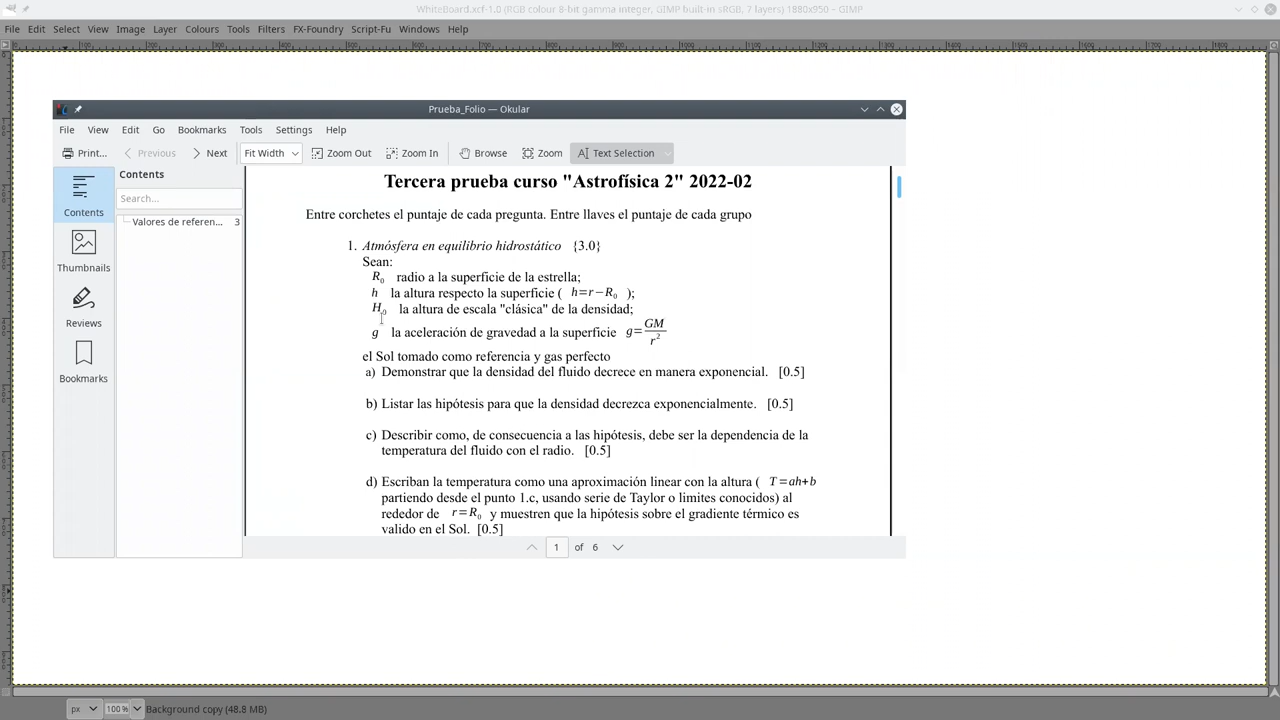 WhiteBoard.xcf-1.0 (RGB colour 8-bit gamma integer, GIMP built-in sRGB, 7 layers) 1880x950 – GIMP
File Edit Select View Image Layer Colours Tools Filters FX-Foundry Script-Fu Windows Help
Prueba_Folio — Okular
File View Edit Go Bookmarks Tools Settings Help
Print... Previous Next Fit Width Zoom Out Zoom In Browse Zoom Text Selection
Contents
Thumbnails
Reviews
Bookmarks
Contents
Search...
Valores de referen... 3
Tercera prueba curso "Astrofísica 2" 2022-02
Entre corchetes el puntaje de cada pregunta. Entre llaves el puntaje de cada grupo
1. Atmósfera en equilibrio hidrostático {3.0}
Sean:
R₀ radio a la superficie de la estrella;
h la altura respecto la superficie ( h=r−R₀ );
H₀ la altura de escala "clásica" de la densidad;
g la aceleración de gravedad a la superficie g=GM/r²
el Sol tomado como referencia y gas perfecto
a) Demonstrar que la densidad del fluido decrece en manera exponencial. [0.5]
b) Listar las hipótesis para que la densidad decrezca exponencialmente. [0.5]
c) Describir como, de consecuencia a las hipótesis, debe ser la dependencia de la
temperatura del fluido con el radio. [0.5]
d) Escriban la temperatura como una aproximación linear con la altura ( T=ah+b
partiendo desde el punto 1.c, usando serie de Taylor o limites conocidos) al
rededor de r=R₀ y muestren que la hipótesis sobre el gradiente térmico es
valido en el Sol. [0.5]
1 of 6
px 100% Background copy (48.8 MB)